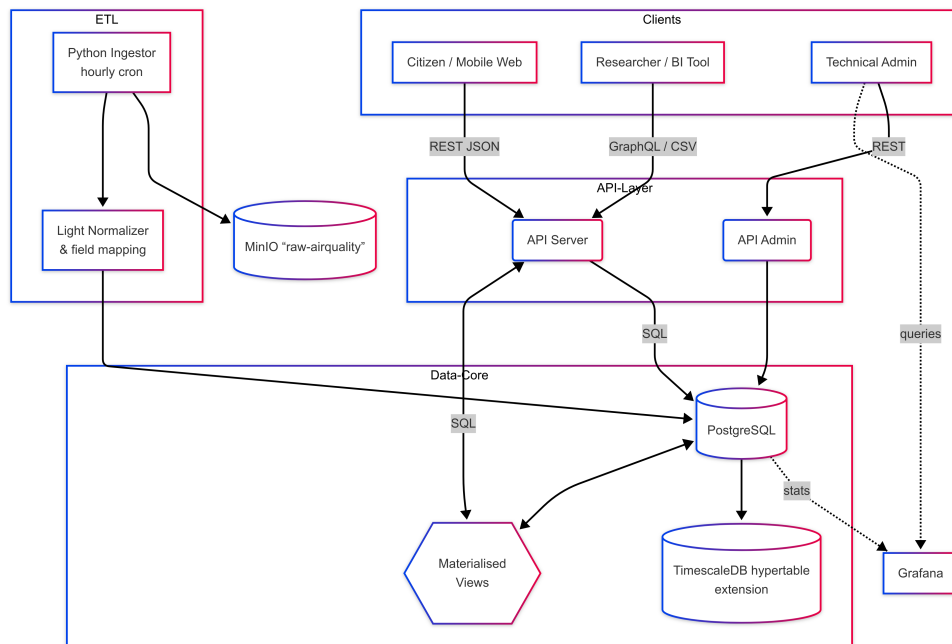 ETL
Clients
Python Ingestor
hourly cron
Citizen / Mobile Web
Researcher / BI Tool
Technical Admin
REST JSON
GraphQL / CSV
REST
API-Layer
Light Normalizer
& field mapping
MinIO “raw-airquality”
API Server
API Admin
SQL
queries
Data-Core
SQL
PostgreSQL
stats
Materialised
Views
TimescaleDB hypertable
extension
Grafana